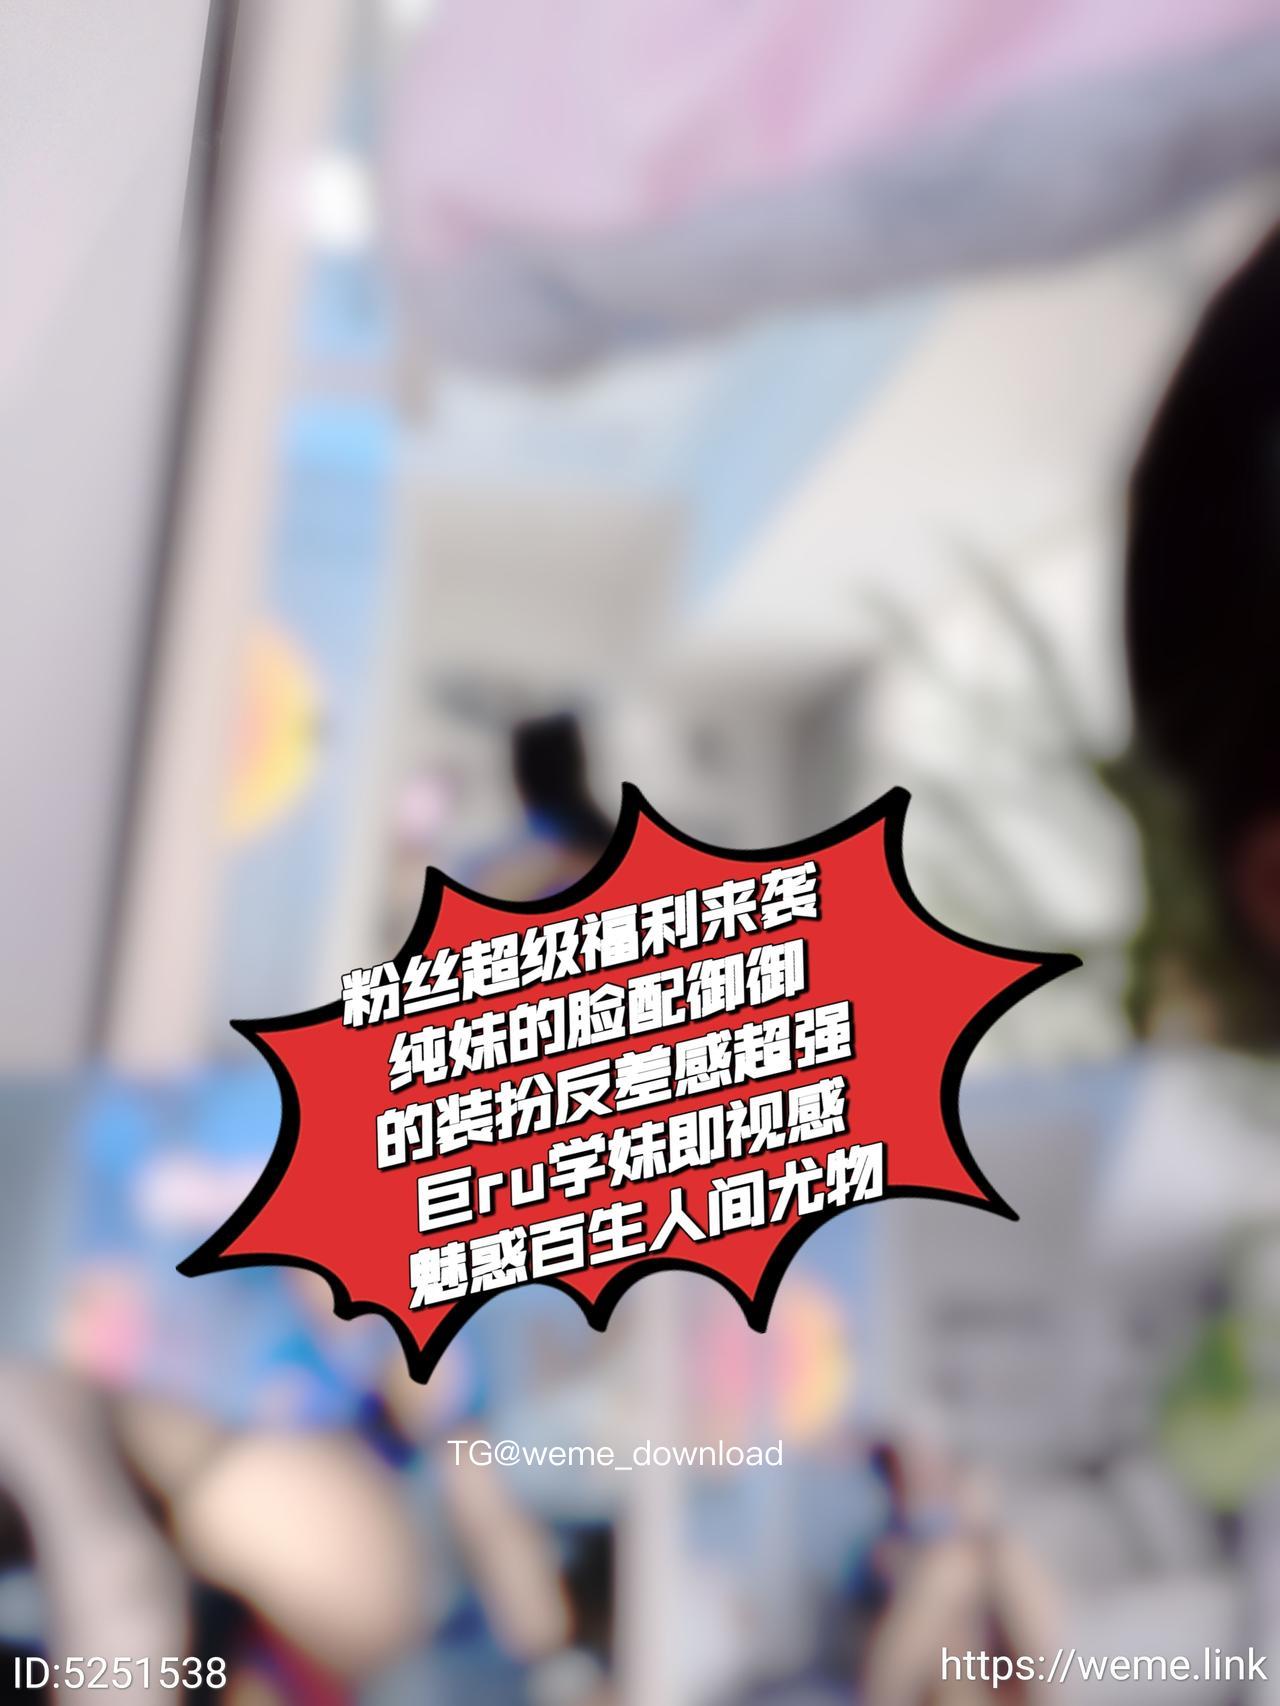 粉丝超级福利来袭
纯妹的脸配御御
的装扮反差感超强
巨ru学妹即视感
魅惑百生人间尤物
TG@weme_download
ID:5251538
https://weme.link